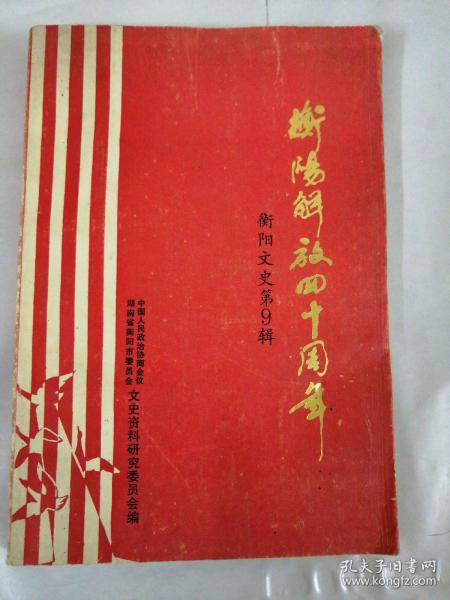 衡陽解放四十周年
衡阳文史第9辑
中国人民政治协商会议
湖南省衡阳市委员会
文史资料研究委员会编
孔夫子旧书网
www.kongfz.com